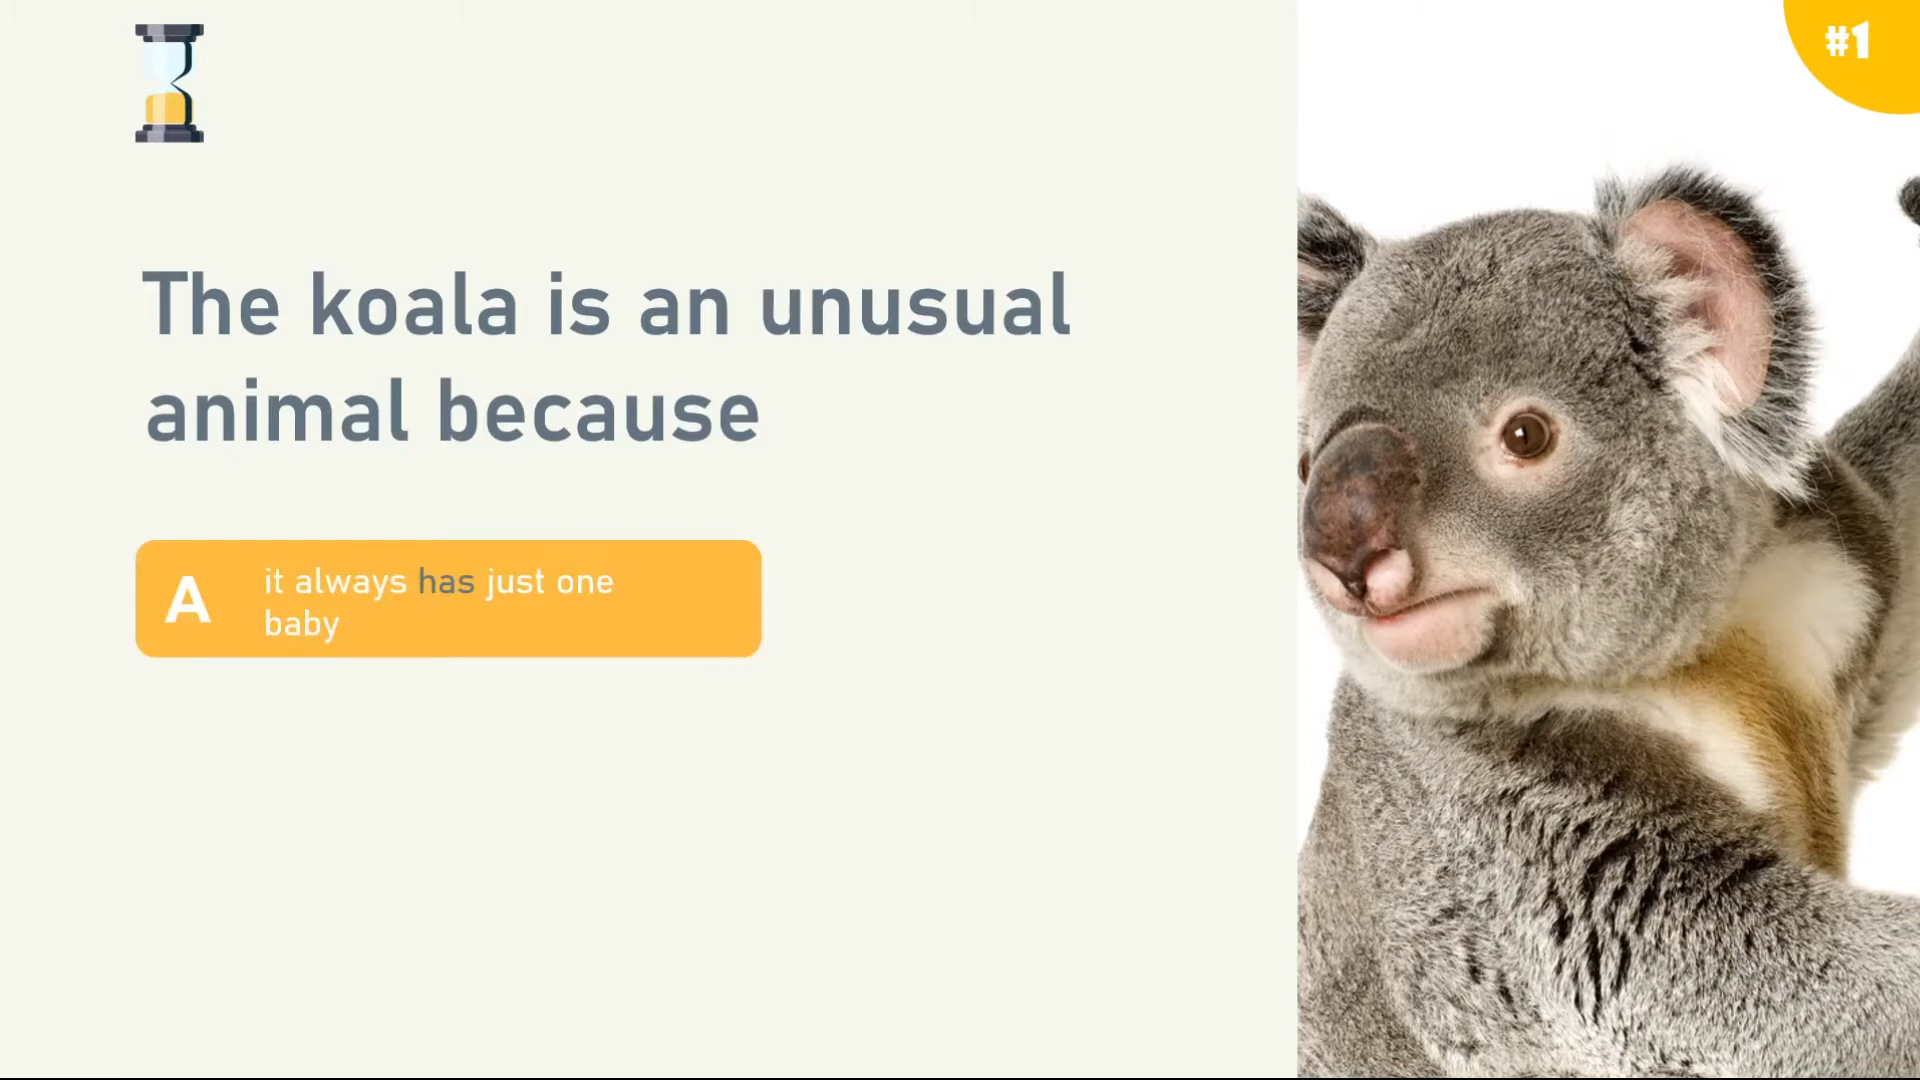 #1
The koala is an unusual
animal because
A
it always has just one
baby